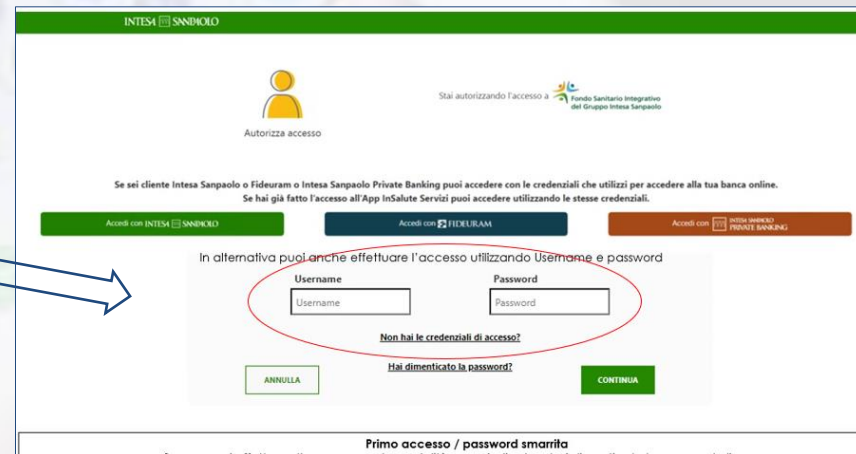 INTESA SANPAOLO
Stai autorizzando l'accesso a
Fondo Sanitario Integrativo
del Gruppo Intesa Sanpaolo
Autorizza accesso
Se sei cliente Intesa Sanpaolo o Fideuram o Intesa Sanpaolo Private Banking puoi accedere con le credenziali che utilizzi per accedere alla tua banca online.
Se hai già fatto l'accesso all'App InSalute Servizi puoi accedere utilizzando le stesse credenziali.
Accedi con INTESA SANPAOLO
Accedi con FIDEURAM
Accedi con INTESA SANPAOLO PRIVATE BANKING
In alternativa puoi anche effettuare l'accesso utilizzando Username e password
Username Password
Username Password
Non hai le credenziali di accesso?
Hai dimenticato la password?
ANNULLA CONTINUA
Primo accesso / password smarrita